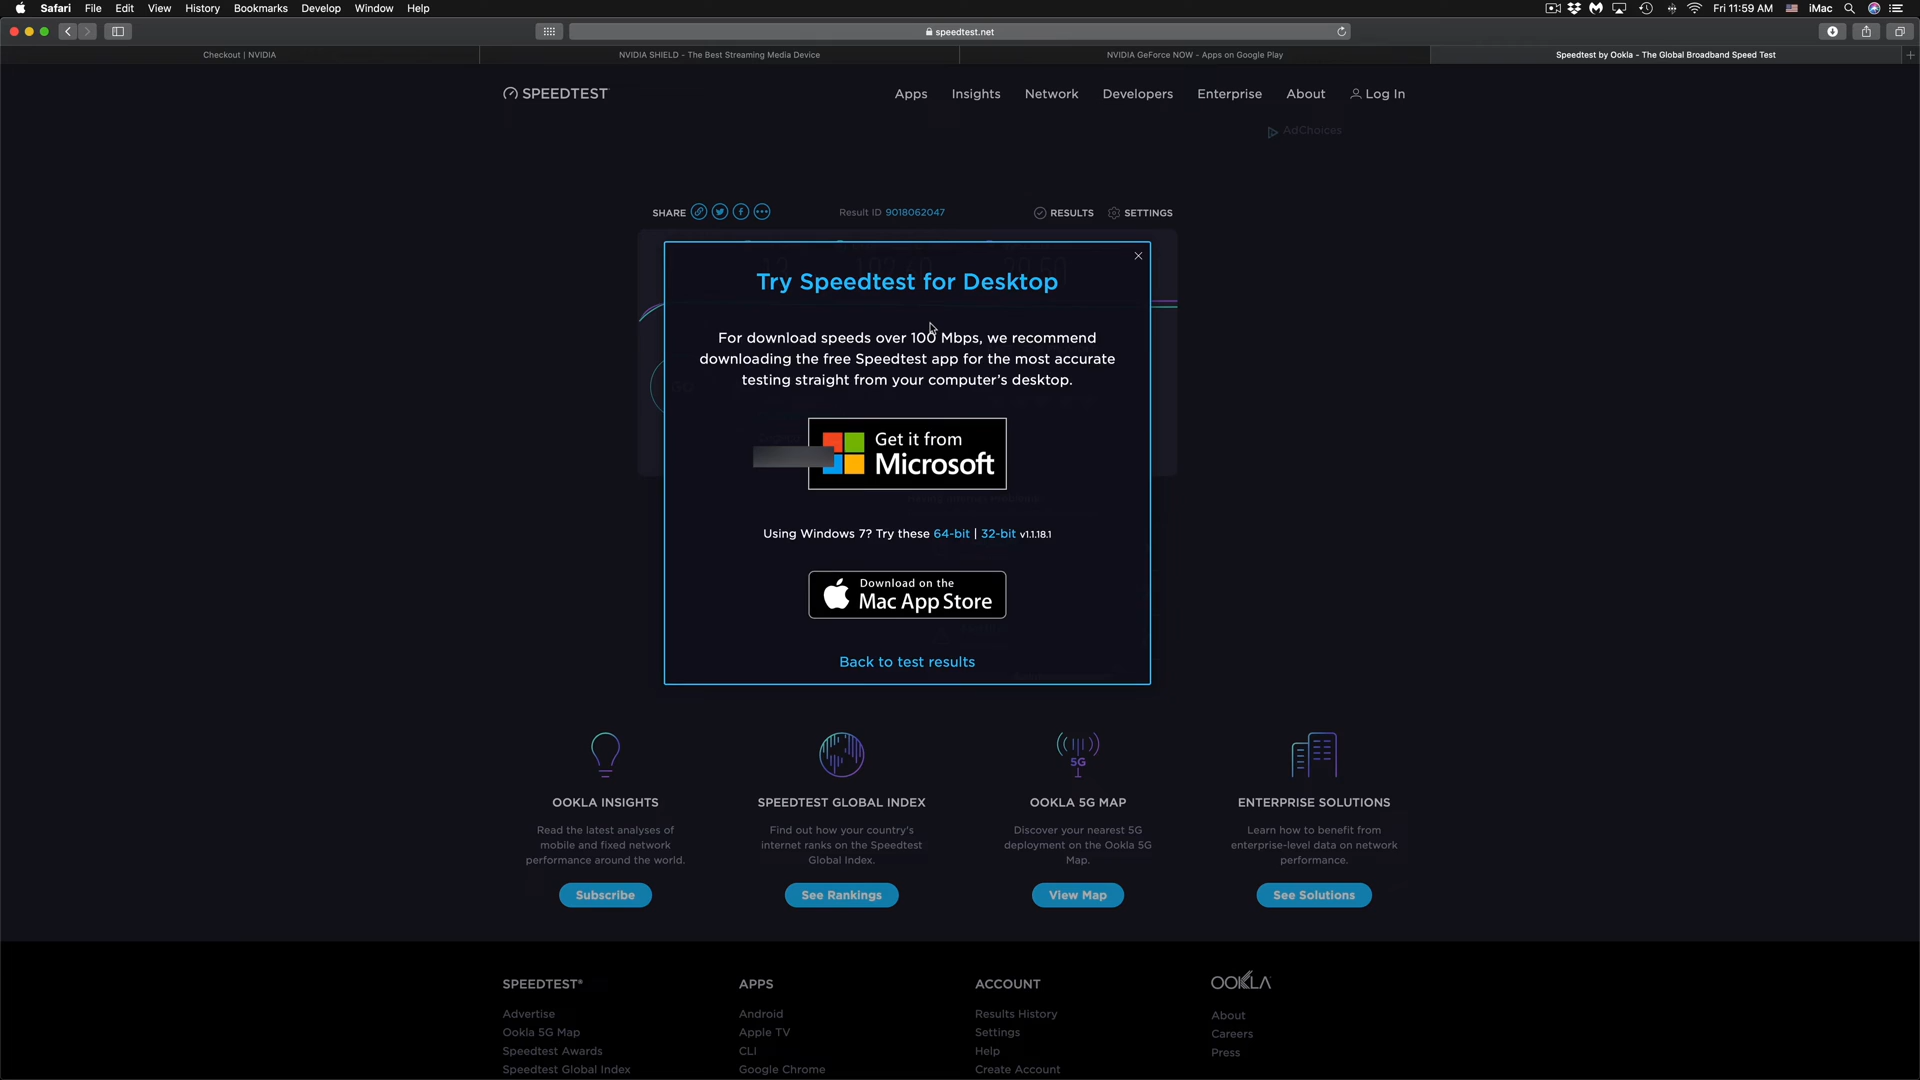 Safari File Edit View History Bookmarks Develop Window Help Fri 11:59 AM iMac
speedtest.net
Checkout | NVIDIA NVIDIA SHIELD - The Best Streaming Media Device NVIDIA GeForce NOW - Apps on Google Play Speedtest by Ookla - The Global Broadband Speed Test
SPEEDTEST Apps Insights Network Developers Enterprise About Log In
AdChoices
SHARE Result ID 9018062047 RESULTS SETTINGS
Try Speedtest for Desktop
For download speeds over 100 Mbps, we recommend
downloading the free Speedtest app for the most accurate
testing straight from your computer's desktop.
Get it from
Microsoft
Using Windows 7? Try these 64-bit | 32-bit v1.1.18.1
Download on the
Mac App Store
Back to test results
5G
OOKLA INSIGHTS SPEEDTEST GLOBAL INDEX OOKLA 5G MAP ENTERPRISE SOLUTIONS
Read the latest analyses of Find out how your country's Discover your nearest 5G Learn how to benefit from
mobile and fixed network internet ranks on the Speedtest deployment on the Ookla 5G enterprise-level data on network
performance around the world. Global Index. Map. performance.
Subscribe See Rankings View Map See Solutions
SPEEDTEST® APPS ACCOUNT OOKLA
Advertise Android Results History About
Ookla 5G Map Apple TV Settings Careers
Speedtest Awards CLI Help Press
Speedtest Global Index Google Chrome Create Account